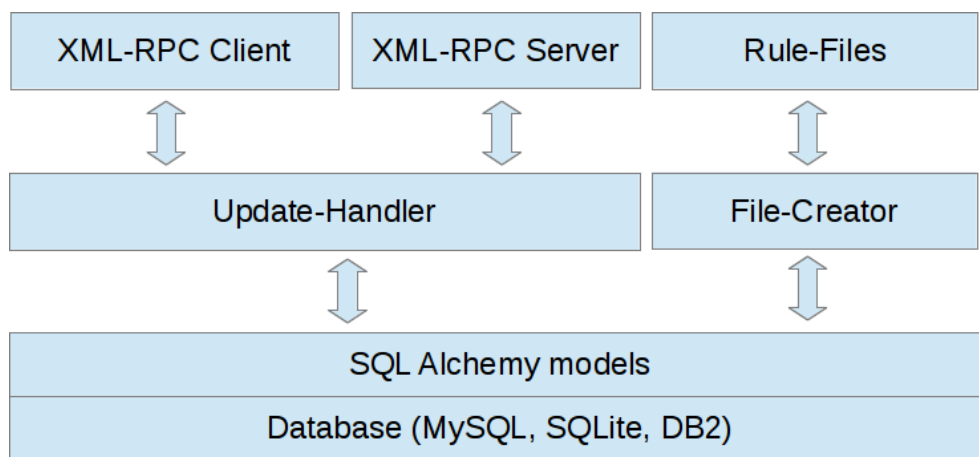 XML-RPC Client
XML-RPC Server
Rule-Files
Update-Handler
File-Creator
SQL Alchemy models
Database (MySQL, SQLite, DB2)